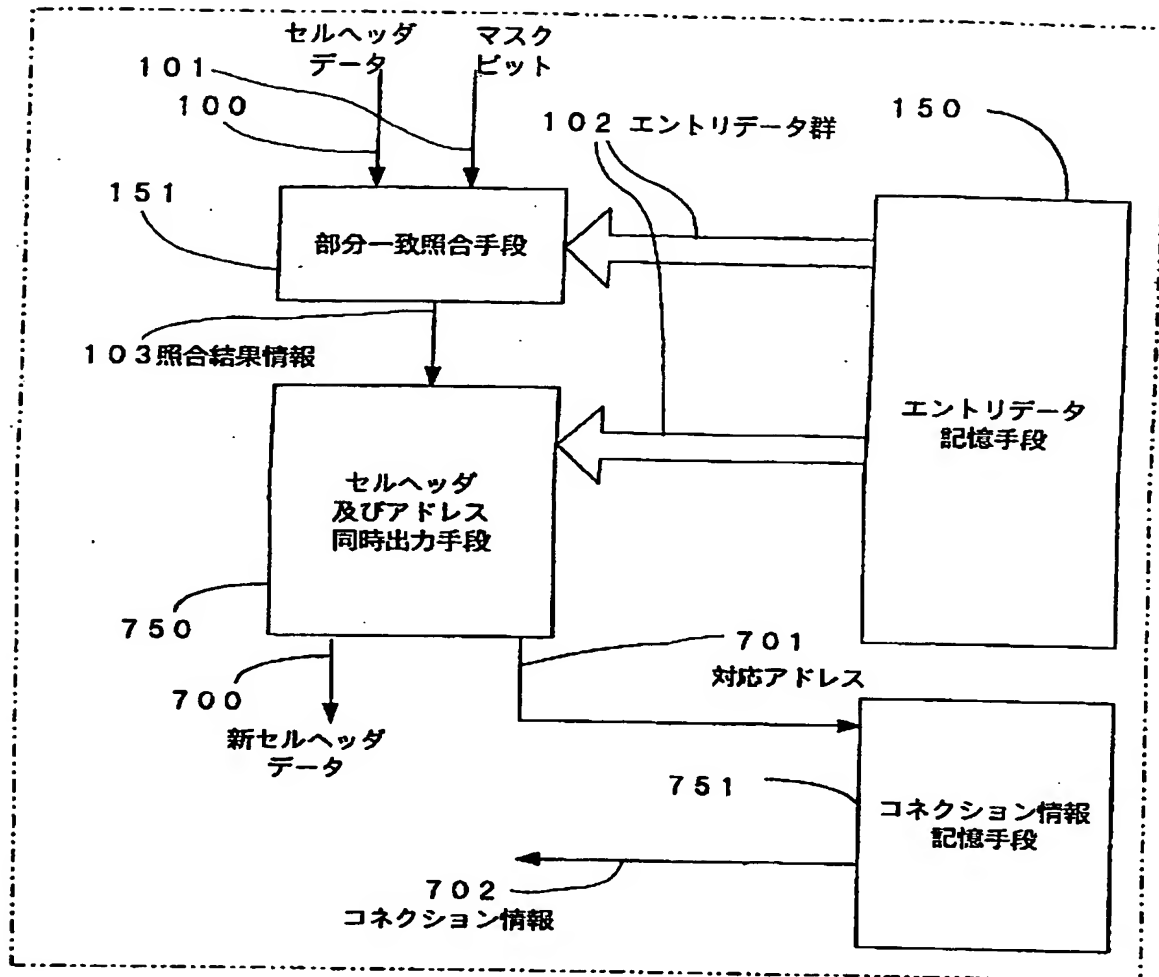 セルヘッダ
データ
マスク
ビット
101
100
102 エントリデータ群
150
151
部分一致照合手段
103照合結果情報
エントリデータ
記憶手段
セルヘッダ
及びアドレス
同時出力手段
750
701
対応アドレス
700
新セルヘッダ
データ
751
コネクション情報
記憶手段
702
コネクション情報